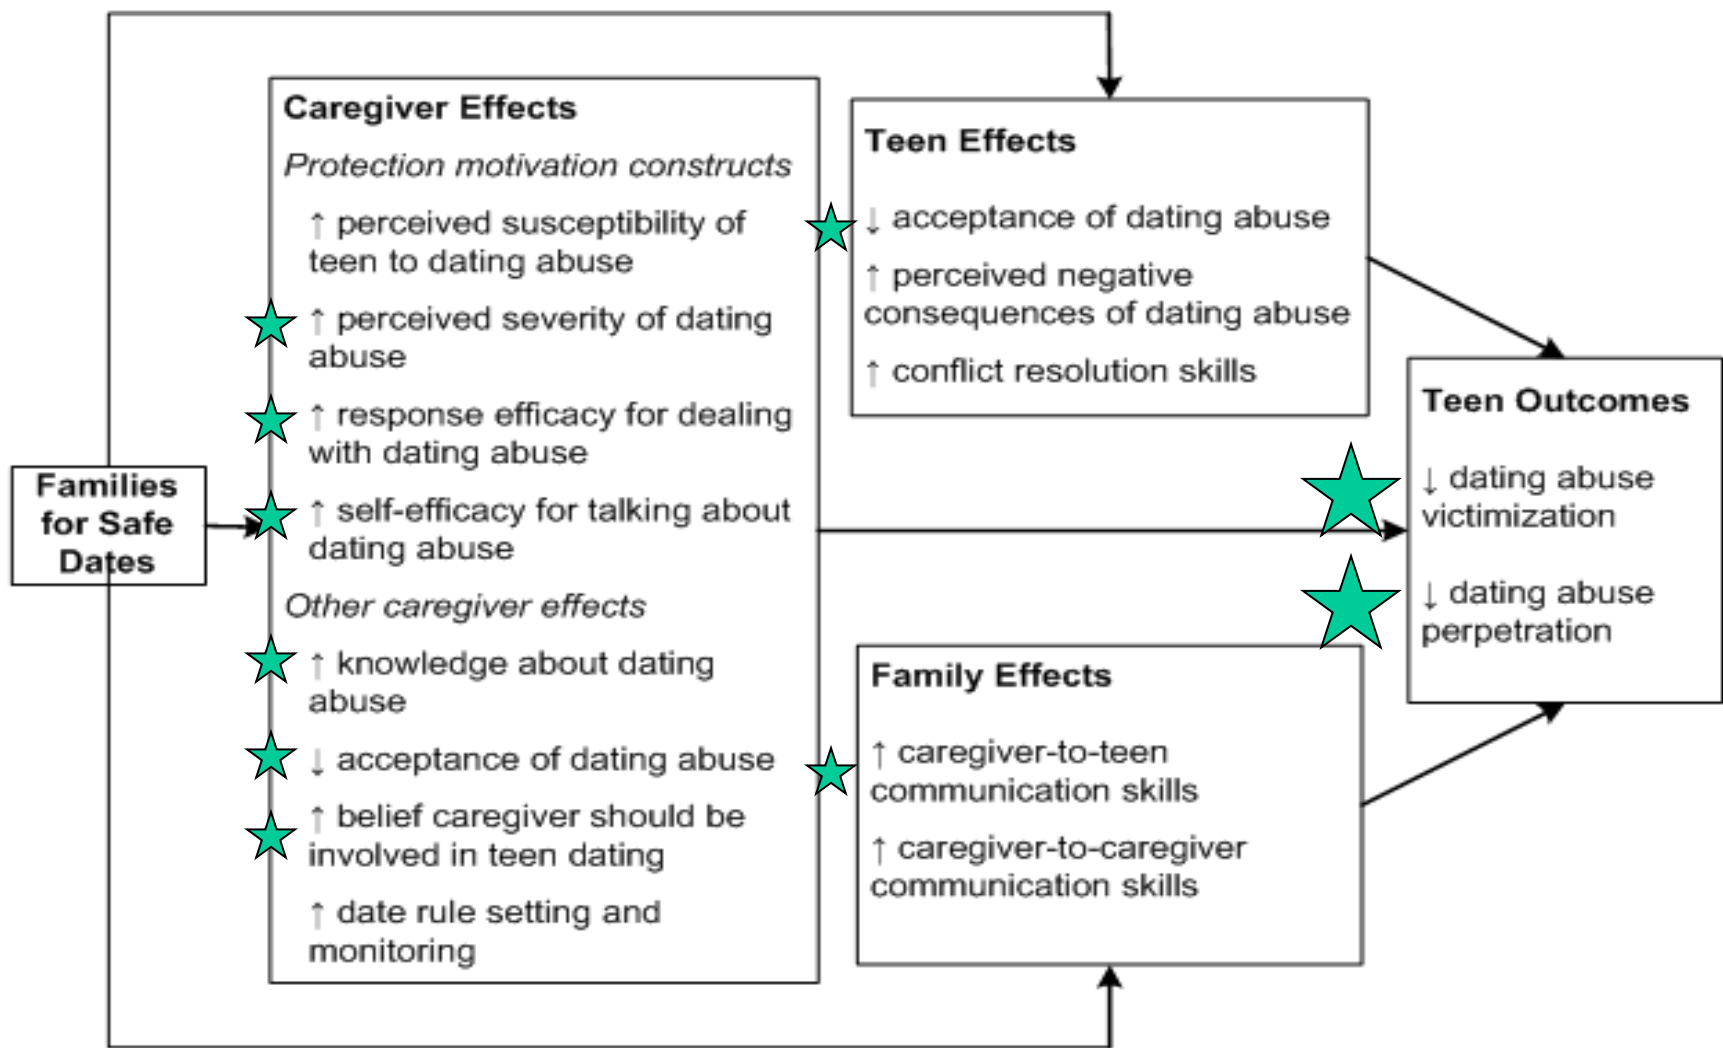 Families
for Safe
Dates
Caregiver Effects
Protection motivation constructs
↑ perceived susceptibility of
teen to dating abuse
↑ perceived severity of dating
abuse
↑ response efficacy for dealing
with dating abuse
↑ self-efficacy for talking about
dating abuse
Other caregiver effects
↑ knowledge about dating
abuse
↓ acceptance of dating abuse
↑ belief caregiver should be
involved in teen dating
↑ date rule setting and
monitoring
Teen Effects
↓ acceptance of dating abuse
↑ perceived negative
consequences of dating abuse
↑ conflict resolution skills
Family Effects
↑ caregiver-to-teen
communication skills
↑ caregiver-to-caregiver
communication skills
Teen Outcomes
↓ dating abuse
victimization
↓ dating abuse
perpetration